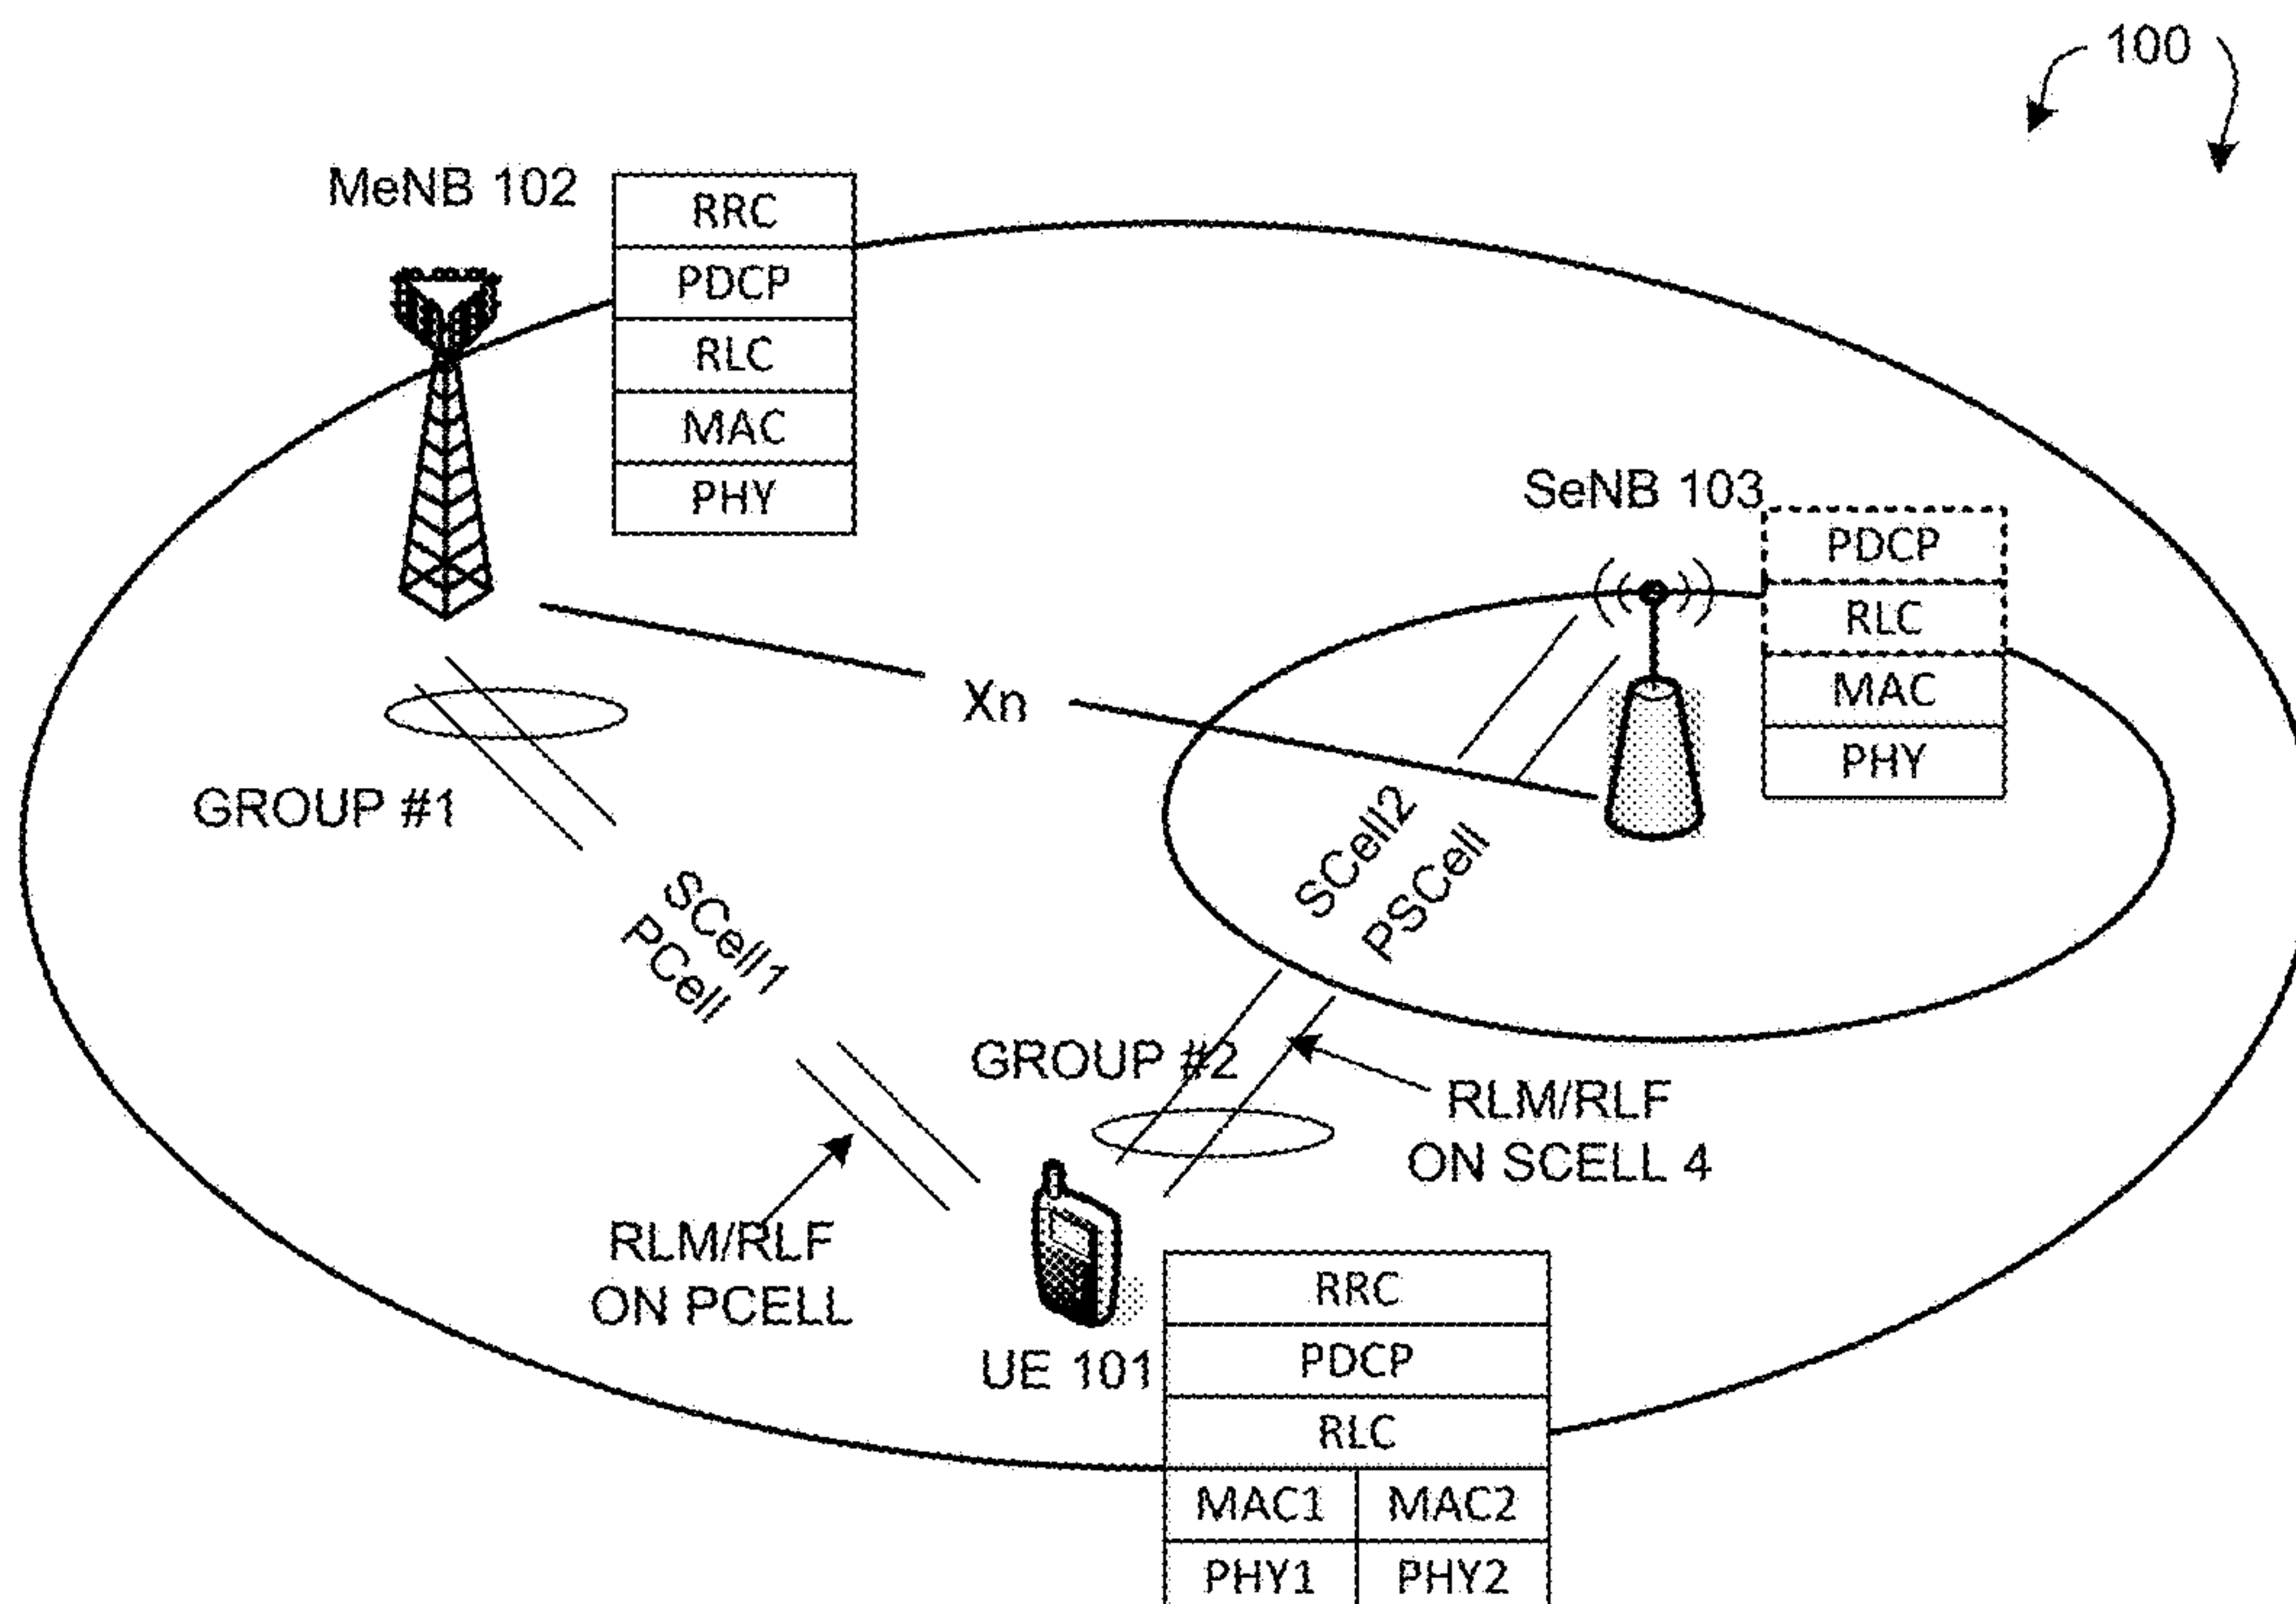 100
MeNB 102
RRC
PDCP
RLC
MAC
PHY
SeNB 103
PDCP
RLC
MAC
PHY
Xn
GROUP #1
SCell1
PCell
SCell2
PSCell
GROUP #2
RLM/RLF
ON SCELL 4
RLM/RLF
ON PCELL
UE 101
RRC
PDCP
RLC
MAC1 MAC2
PHY1 PHY2